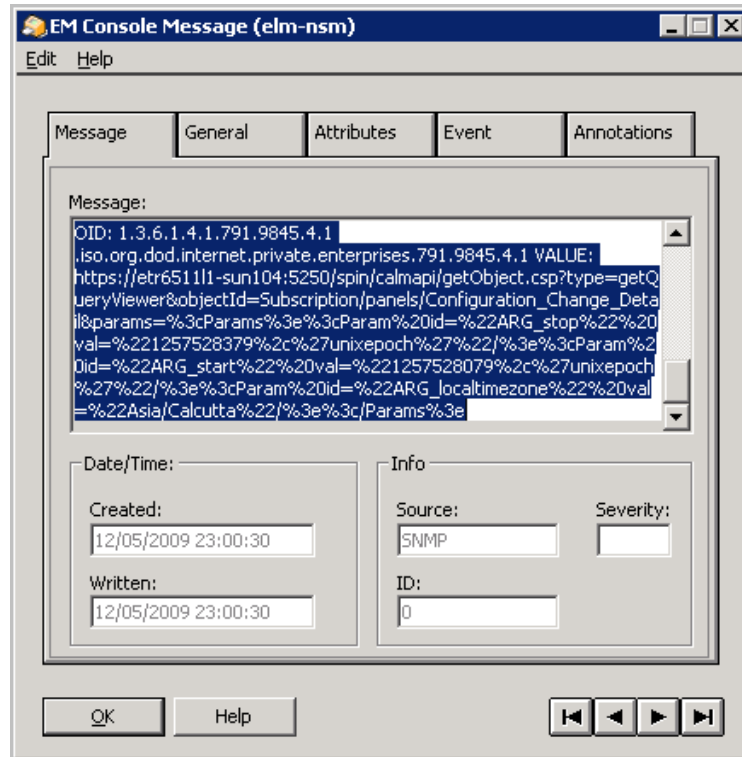 EM Console Message (elm-nsm)
Edit Help
Message General Attributes Event Annotations
Message:
OID: 1.3.6.1.4.1.791.9845.4.1
.iso.org.dod.internet.private.enterprises.791.9845.4.1 VALUE:
https://etr6511l1-sun104:5250/spin/calmapi/getObject.csp?type=getQ
ueryViewer&objectId=Subscription/panels/Configuration_Change_Deta
il&params=%3cParams%3e%3cParam%20id=%22ARG_stop%22%20
val=%221257528379%2c%27unixepoch%27%22/%3e%3cParam%2
0id=%22ARG_start%22%20val=%221257528079%2c%27unixepoch
%27%22/%3e%3cParam%20id=%22ARG_localtimezone%22%20val
=%22Asia/Calcutta%22/%3e%3c/Params%3e
Date/Time: Info
Created: Source: Severity:
12/05/2009 23:00:30 SNMP
Written: ID:
12/05/2009 23:00:30 0
OK Help